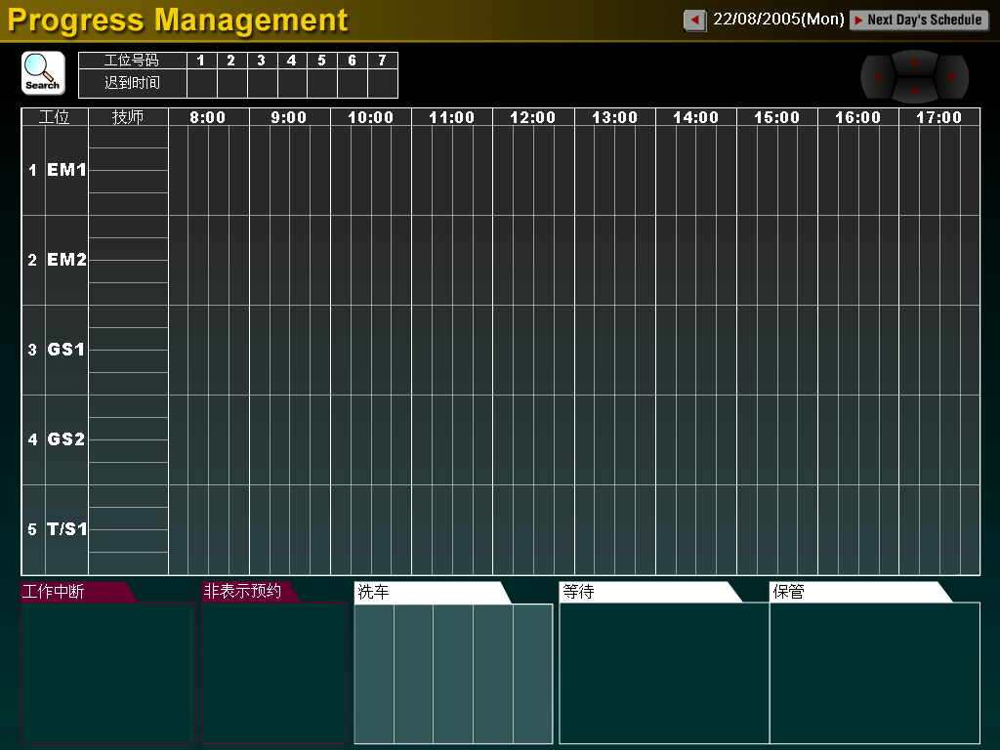 Progress Management
22/08/2005(Mon) Next Day's Schedule
Search
工位号码 1 2 3 4 5 6 7
迟到时间
工位 技师 8:00 9:00 10:00 11:00 12:00 13:00 14:00 15:00 16:00 17:00
1 EM1
2 EM2
3 GS1
4 GS2
5 T/S1
工作中断 非表示预约 洗车 等待 保管